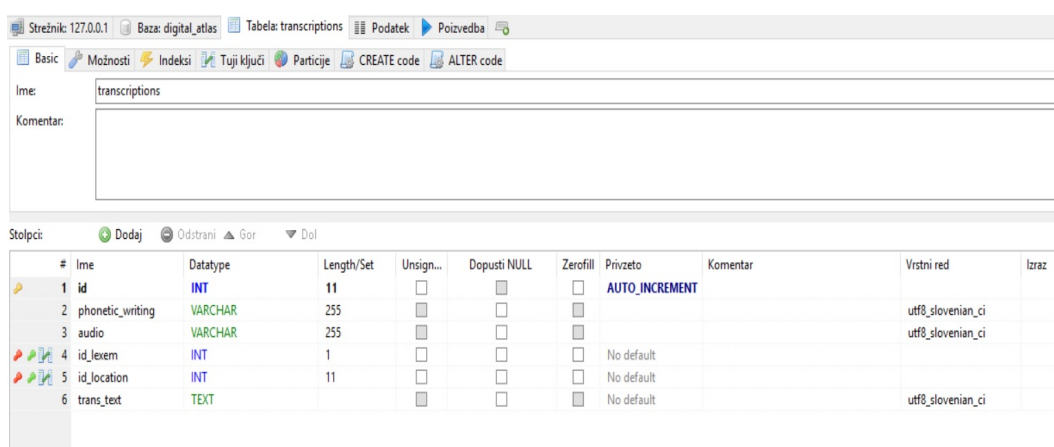 Strežnik: 127.0.0.1 Baza: digital_atlas Tabela: transcriptions Podatek Poizvedba
Basic Možnosti Indeksi Tuji ključi Particije CREATE code ALTER code
Ime: transcriptions
Komentar:
Stolpci: Dodaj Odstrani Gor Dol
# Ime Datatype Length/Set Unsign... Dopusti NULL Zerofill Privzeto Komentar Vrstni red Izraz
1 id INT 11 AUTO_INCREMENT
2 phonetic_writing VARCHAR 255 utf8_slovenian_ci
3 audio VARCHAR 255 utf8_slovenian_ci
4 id_lexem INT 1 No default
5 id_location INT 11 No default
6 trans_text TEXT No default utf8_slovenian_ci